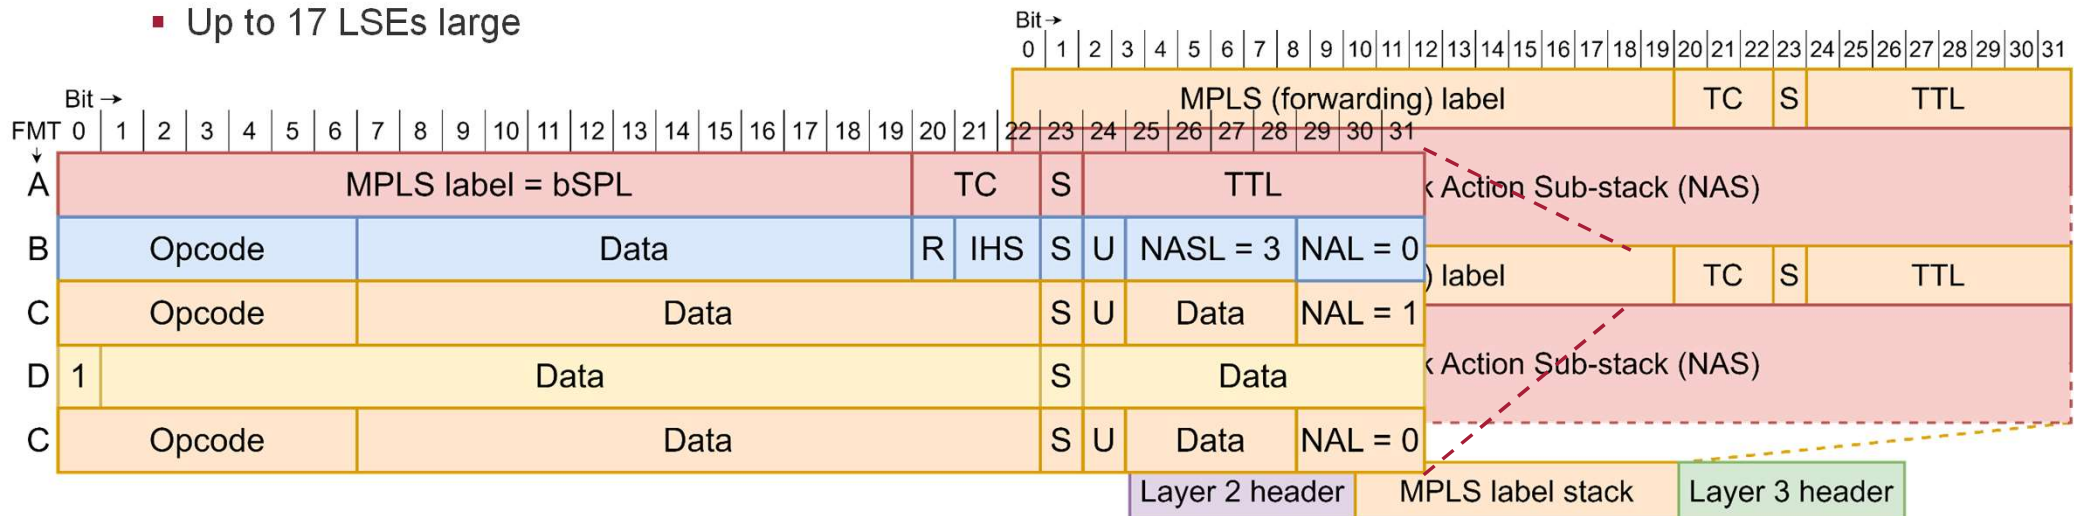 ▪ Up to 17 LSEs large
Bit →
0 1 2 3 4 5 6 7 8 9 10 11 12 13 14 15 16 17 18 19 20 21 22 23 24 25 26 27 28 29 30 31
MPLS (forwarding) label TC S TTL
Bit →
FMT 0 1 2 3 4 5 6 7 8 9 10 11 12 13 14 15 16 17 18 19 20 21 22 23 24 25 26 27 28 29 30 31
A MPLS label = bSPL TC S TTL
k Action Sub-stack (NAS)
B Opcode Data R IHS S U NASL = 3 NAL = 0
) label TC S TTL
C Opcode Data S U Data NAL = 1
D 1 Data S Data
k Action Sub-stack (NAS)
C Opcode Data S U Data NAL = 0
Layer 2 header MPLS label stack Layer 3 header